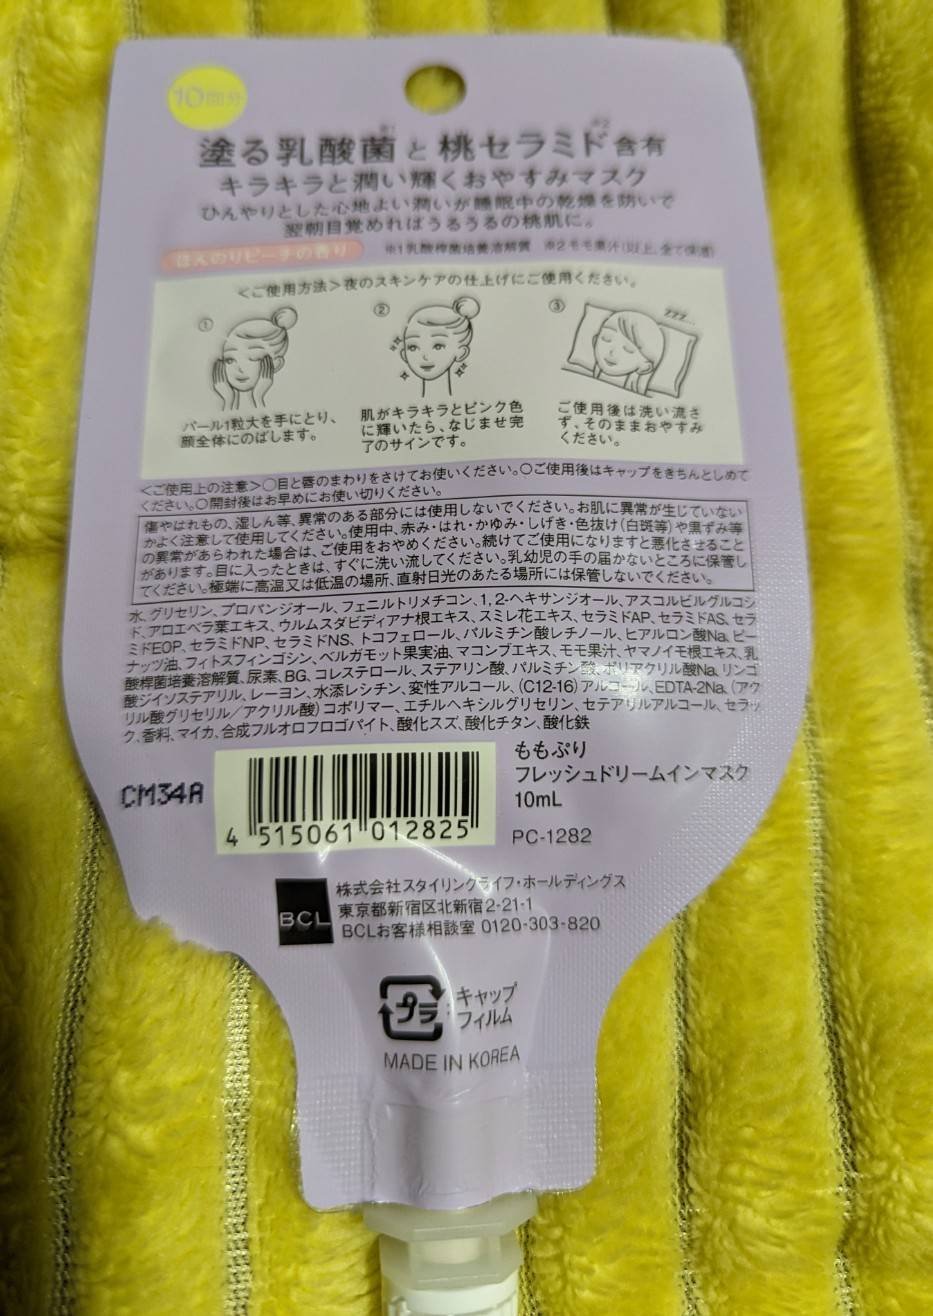 10回分
塗る乳酸菌※1と桃セラミド※2含有
キラキラと潤い輝くおやすみマスク
ひんやりとした心地よい潤いが睡眠中の乾燥を防いで
翌朝目覚めればうるうるの桃肌に。
ほんのりピーチの香り
※1乳酸桿菌培養溶解質 ※2モモ果汁(以上、全て保湿)
<ご使用方法>夜のスキンケアの仕上げにご使用ください。
①
パール1粒大を手にとり、
顔全体にのばします。
②
肌がキラキラとピンク色
に輝いたら、なじませ完
了のサインです。
③
zzz...
ご使用後は洗い流さ
ず、そのままおやすみ
ください。
<ご使用上の注意>○目と唇のまわりをさけてお使いください。○ご使用後はキャップをきちんとしめて
ください。○開封後はお早めにお使い切りください。
傷やはれもの、湿しん等、異常のある部分には使用しないでください。お肌に異常が生じていない
かよく注意して使用してください。使用中、赤み・はれ・かゆみ・しげき・色抜け(白斑等)や黒ずみ等
の異常があらわれた場合は、ご使用をおやめください。続けてご使用になりますと悪化させること
があります。目に入ったときは、すぐに洗い流してください。乳幼児の手の届かないところに保管し
てください。極端に高温又は低温の場所、直射日光のあたる場所には保管しないでください。
水、グリセリン、プロパンジオール、フェニルトリメチコン、1,2-ヘキサンジオール、アスコルビルグルコシ
ド、アロエベラ葉エキス、ウルムスダビディアナ根エキス、スミレ花エキス、セラミドAP、セラミドAS、セラ
ミドEOP、セラミドNP、セラミドNS、トコフェロール、パルミチン酸レチノール、ヒアルロン酸Na、ピー
ナッツ油、フィトスフィンゴシン、ベルガモット果実油、マコンブエキス、モモ果汁、ヤマノイモ根エキス、乳
酸桿菌培養溶解質、尿素、BG、コレステロール、ステアリン酸、パルミチン酸、ポリアクリル酸Na、リンゴ
酸ジイソステアリル、レーヨン、水添レシチン、変性アルコール、(C12-16)アルコール、EDTA-2Na、(アク
リル酸グリセリル/アクリル酸)コポリマー、エチルヘキシルグリセリン、セテアリルアルコール、セラッ
ク、香料、マイカ、合成フルオロフロゴパイト、酸化スズ、酸化チタン、酸化鉄
CM34A
4 515061 012825
ももぷり
フレッシュドリームインマスク
10mL
PC-1282
BCL
株式会社スタイリングライフ・ホールディングス
東京都新宿区北新宿2-21-1
BCLお客様相談室 0120-303-820
プラ
キャップ
フィルム
MADE IN KOREA